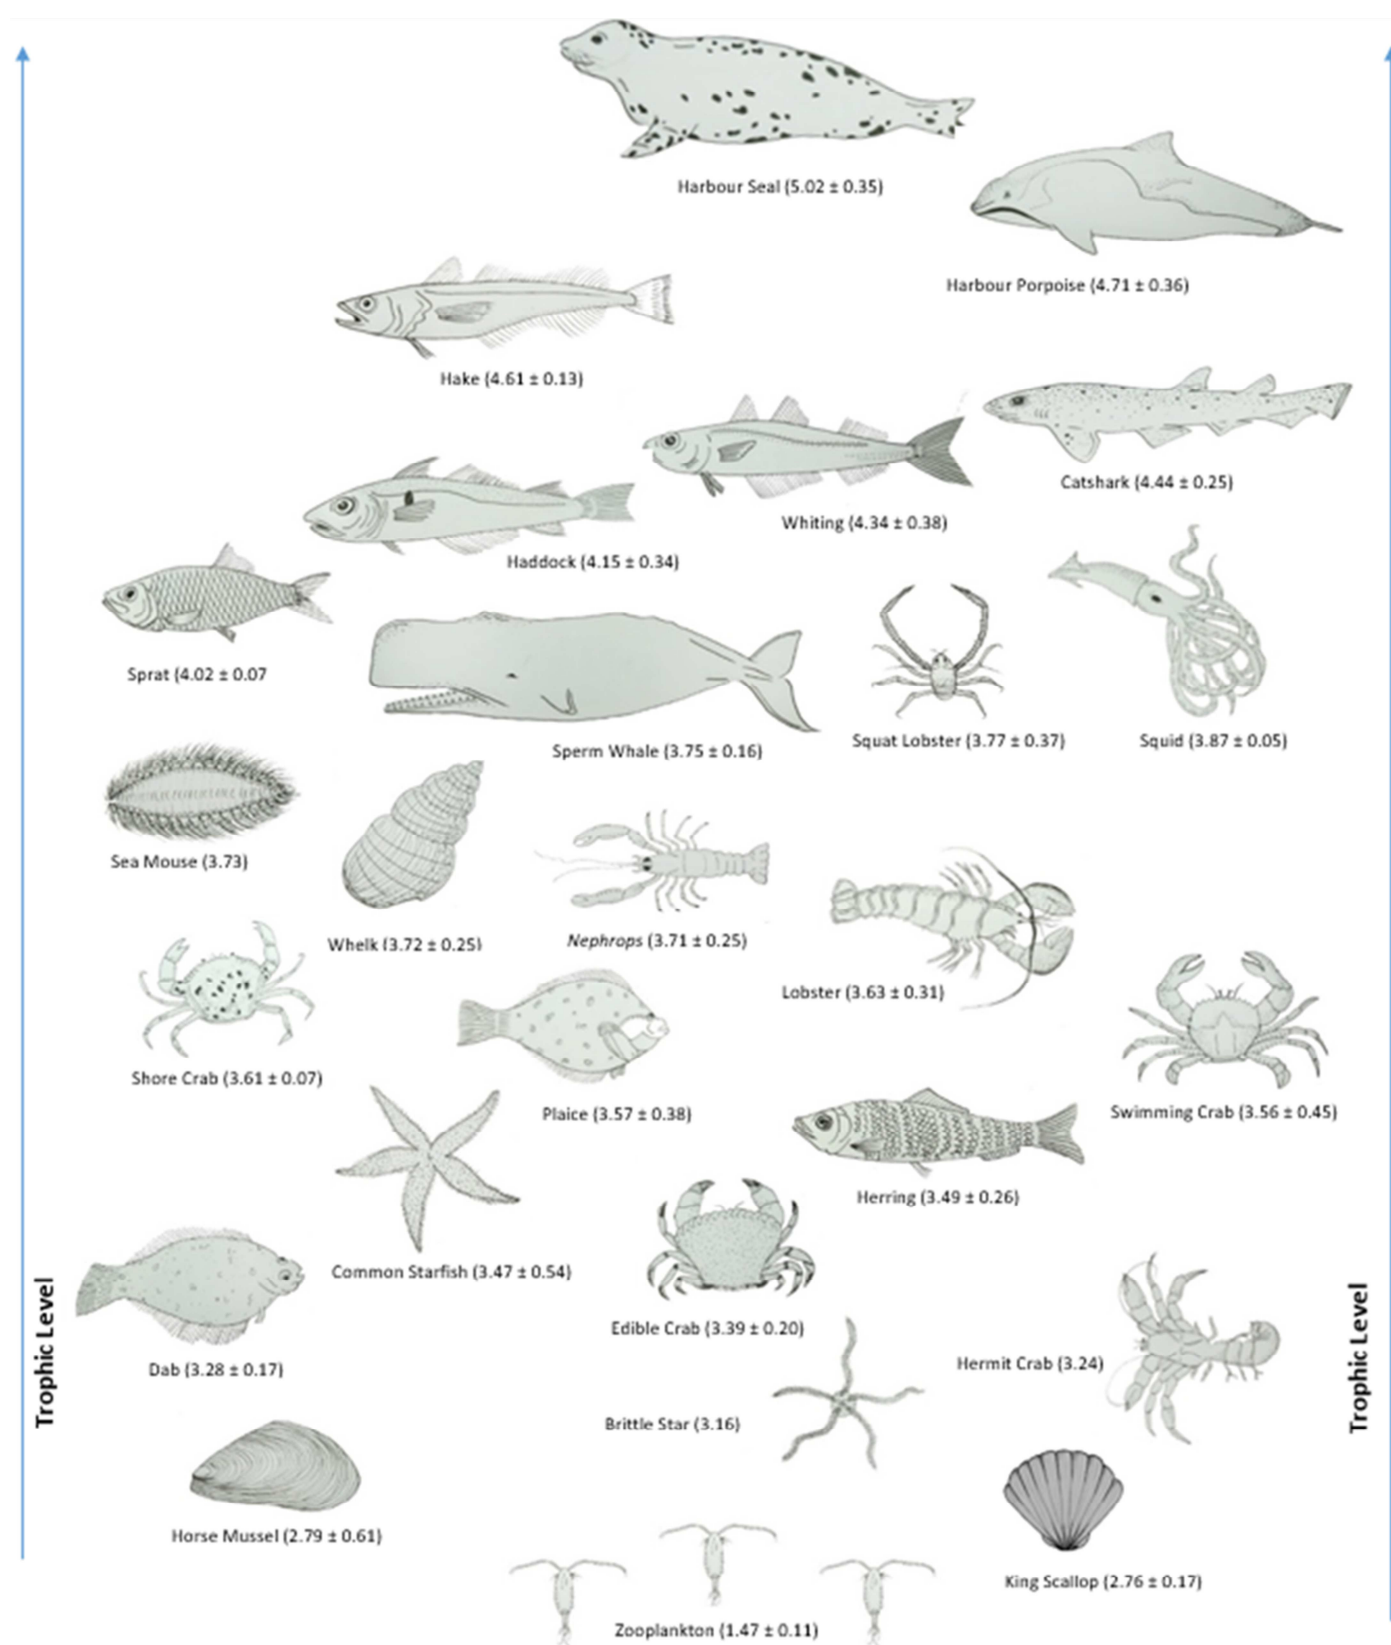 Harbour Seal (5.02 ± 0.35)
Harbour Porpoise (4.71 ± 0.36)
Hake (4.61 ± 0.13)
Catshark (4.44 ± 0.25)
Whiting (4.34 ± 0.38)
Haddock (4.15 ± 0.34)
Sprat (4.02 ± 0.07
Squat Lobster (3.77 ± 0.37)
Squid (3.87 ± 0.05)
Sperm Whale (3.75 ± 0.16)
Sea Mouse (3.73)
Whelk (3.72 ± 0.25)
Nephrops (3.71 ± 0.25)
Lobster (3.63 ± 0.31)
Shore Crab (3.61 ± 0.07)
Plaice (3.57 ± 0.38)
Swimming Crab (3.56 ± 0.45)
Herring (3.49 ± 0.26)
Common Starfish (3.47 ± 0.54)
Edible Crab (3.39 ± 0.20)
Dab (3.28 ± 0.17)
Hermit Crab (3.24)
Trophic Level
Trophic Level
Brittle Star (3.16)
Horse Mussel (2.79 ± 0.61)
King Scallop (2.76 ± 0.17)
Zooplankton (1.47 ± 0.11)